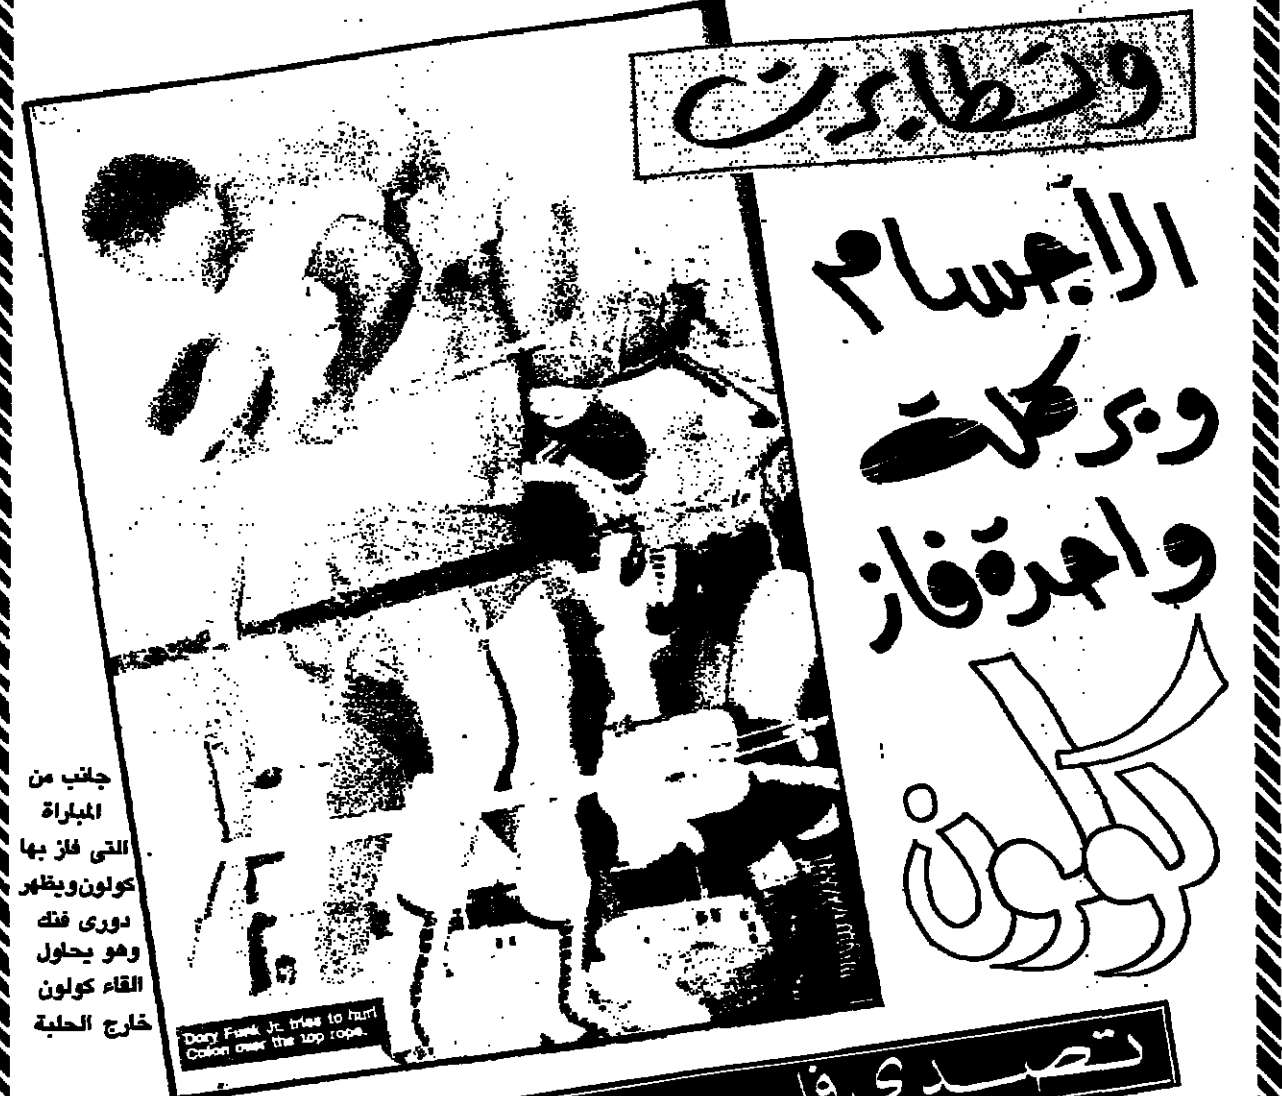 وتطايرت
الأجسام
وبركلة
واحدة فاز
كولون
جانب من
المباراة
التى فاز بها
كولون ويظهر
دورى فنك
وهو يحاول
القاء كولون
خارج الحلبة
Dory Funk Jr. tries to hurl
Colon over the top rope.